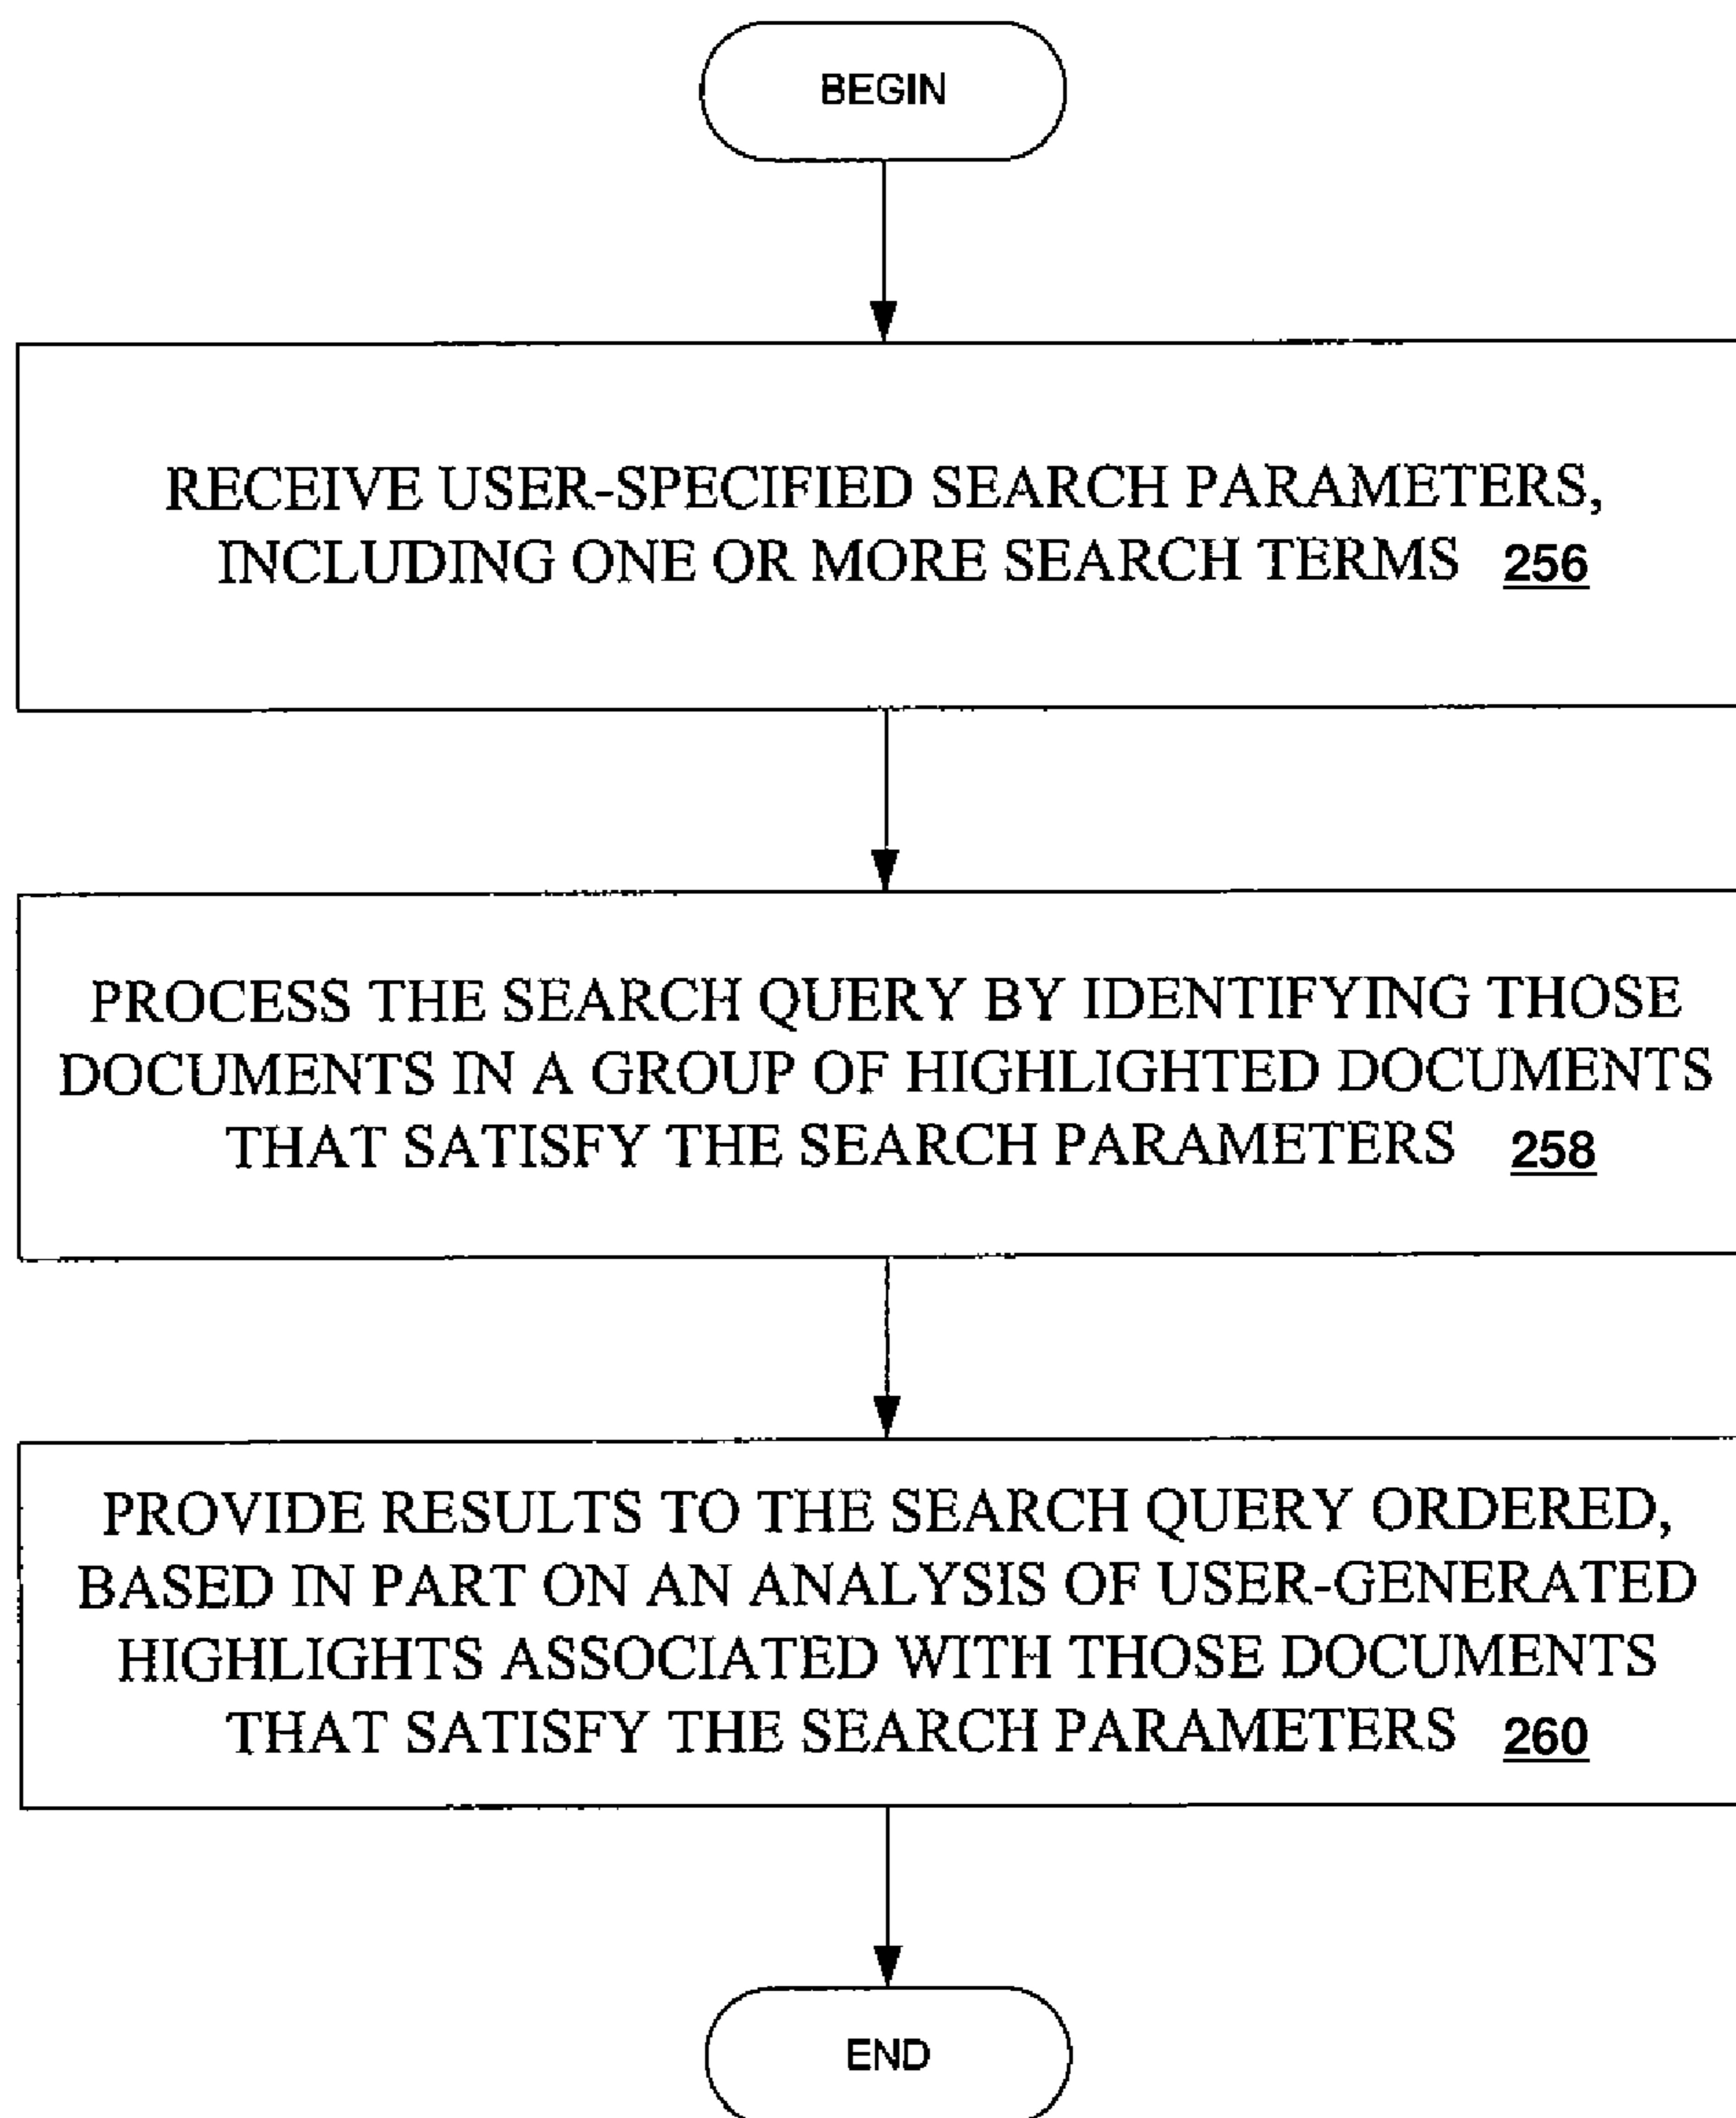 BEGIN
RECEIVE USER-SPECIFIED SEARCH PARAMETERS,
INCLUDING ONE OR MORE SEARCH TERMS 256
PROCESS THE SEARCH QUERY BY IDENTIFYING THOSE
DOCUMENTS IN A GROUP OF HIGHLIGHTED DOCUMENTS
THAT SATISFY THE SEARCH PARAMETERS 258
PROVIDE RESULTS TO THE SEARCH QUERY ORDERED,
BASED IN PART ON AN ANALYSIS OF USER-GENERATED
HIGHLIGHTS ASSOCIATED WITH THOSE DOCUMENTS
THAT SATISFY THE SEARCH PARAMETERS 260
END